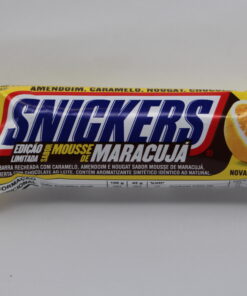 AMENDOIM, CARAMELO, NOUGAT, CHOCO
SNICKERS
EDIÇÃO LIMITADA SABOR MOUSSE DE MARACUJÁ
BARRA RECHEADA COM CARAMELO, AMENDOIM E NOUGAT SABOR MOUSSE DE MARACUJÁ
COM CHOCOLATE AO LEITE. CONTÉM AROMATIZANTE SINTÉTICO IDÊNTICO AO NATURAL
NOVA